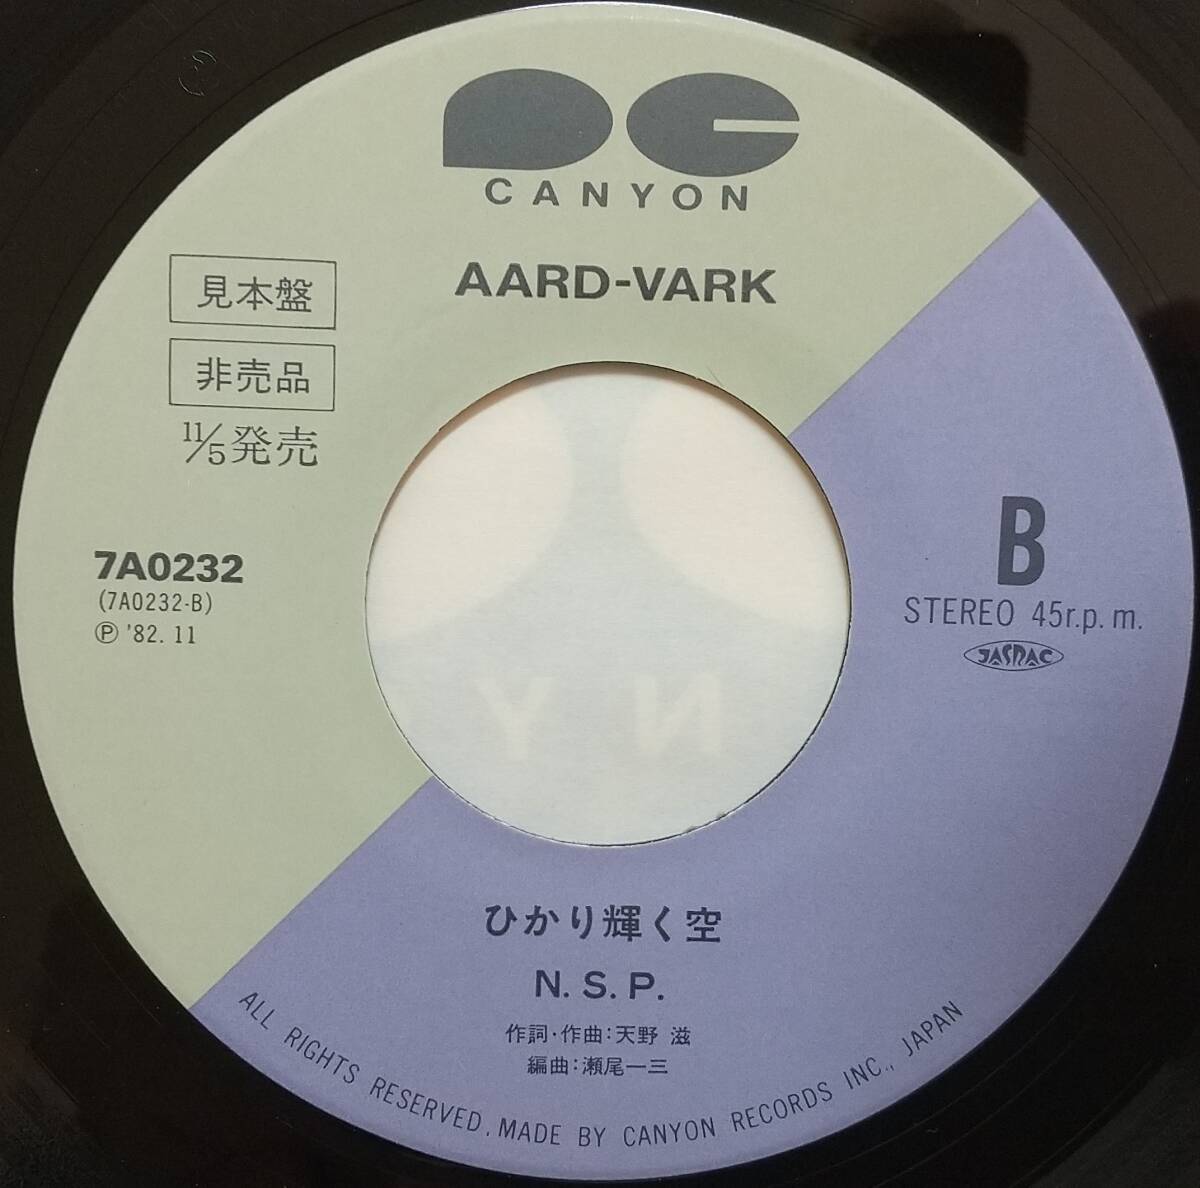 CANYON
AARD-VARK
見本盤
非売品
11/5発売
7A0232
(7A0232-B)
Ⓟ '82. 11
B
STEREO 45r.p.m.
JASRAC
ひかり輝く空
N. S. P.
作詞・作曲:天野 滋
編曲:瀬尾一三
ALL RIGHTS RESERVED. MADE BY CANYON RECORDS INC., JAPAN